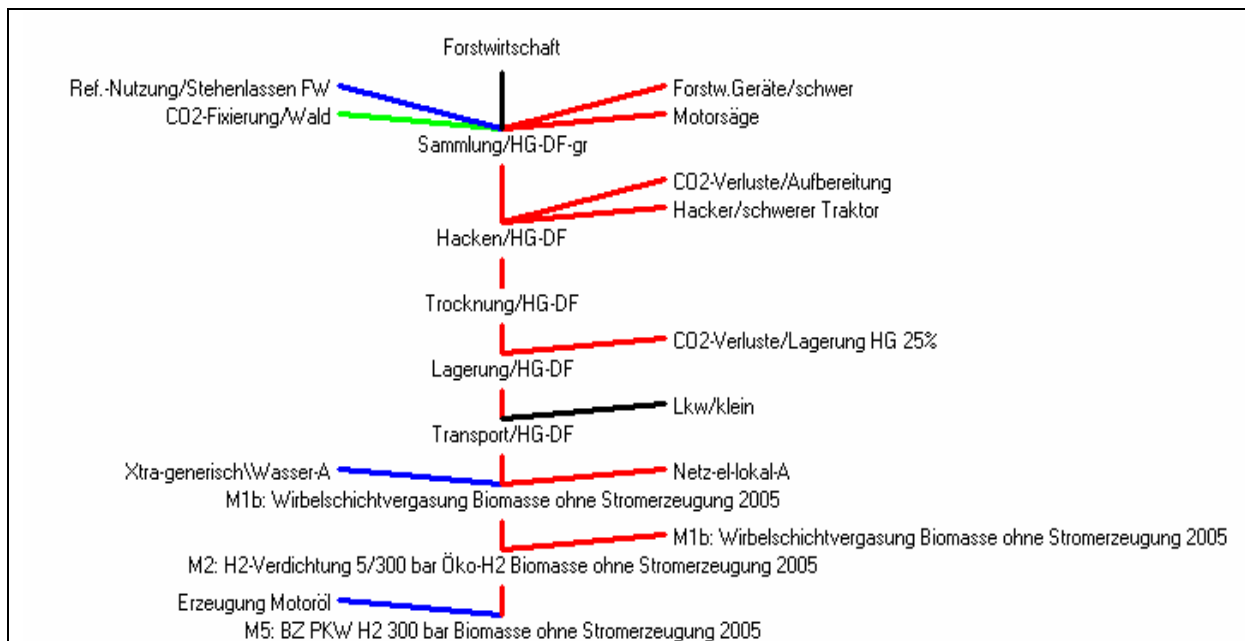 Forstwirtschaft
Ref.-Nutzung/Stehenlassen FW
Forstw.Geräte/schwer
CO2-Fixierung/Wald
Motorsäge
Sammlung/HG-DF-gr
CO2-Verluste/Aufbereitung
Hacker/schwerer Traktor
Hacken/HG-DF
Trocknung/HG-DF
CO2-Verluste/Lagerung HG 25%
Lagerung/HG-DF
Lkw/klein
Transport/HG-DF
Xtra-generisch\Wasser-A
Netz-el-lokal-A
M1b: Wirbelschichtvergasung Biomasse ohne Stromerzeugung 2005
M1b: Wirbelschichtvergasung Biomasse ohne Stromerzeugung 2005
M2: H2-Verdichtung 5/300 bar Öko-H2 Biomasse ohne Stromerzeugung 2005
Erzeugung Motoröl
M5: BZ PKW H2 300 bar Biomasse ohne Stromerzeugung 2005